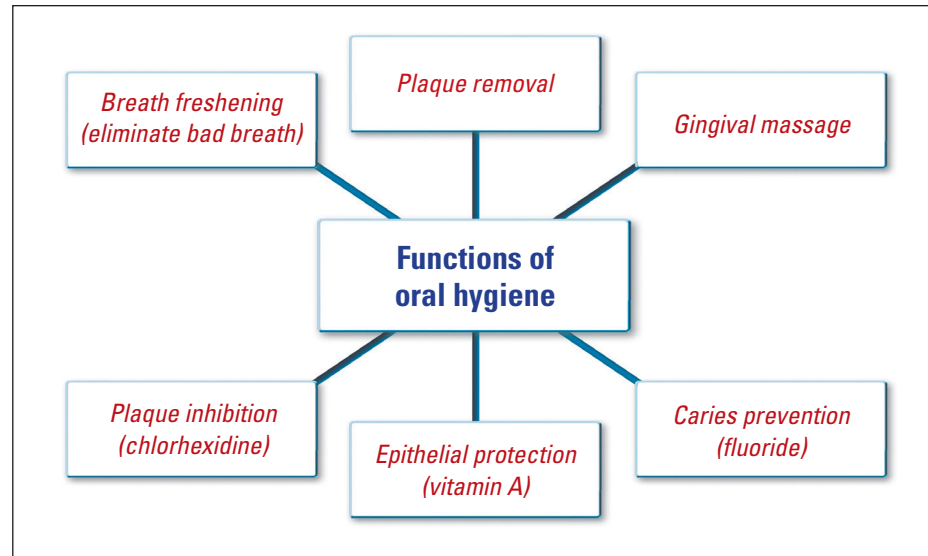 Plaque removal
Breath freshening
(eliminate bad breath)
Gingival massage
Functions of
oral hygiene
Plaque inhibition
(chlorhexidine)
Epithelial protection
(vitamin A)
Caries prevention
(fluoride)